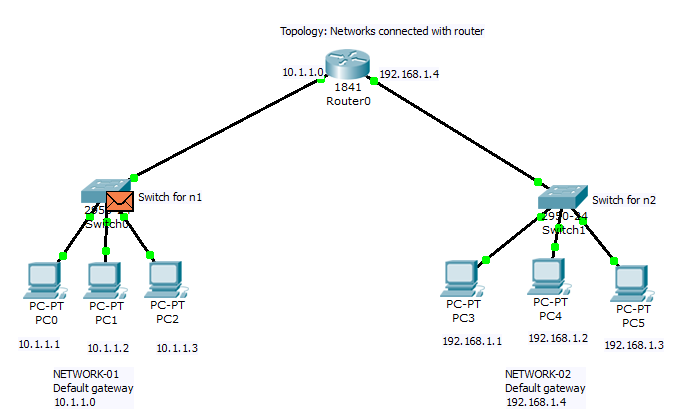 Topology: Networks connected with router
10.1.1.0
192.168.1.4
1841
Router0
Switch for n1
Switch0
Switch for n2
2950-24
Switch1
PC-PT
PC0
PC-PT
PC1
PC-PT
PC2
PC-PT
PC3
PC-PT
PC4
PC-PT
PC5
10.1.1.1
10.1.1.2
10.1.1.3
192.168.1.1
192.168.1.2
192.168.1.3
NETWORK-01
Default gateway
10.1.1.0
NETWORK-02
Default gateway
192.168.1.4